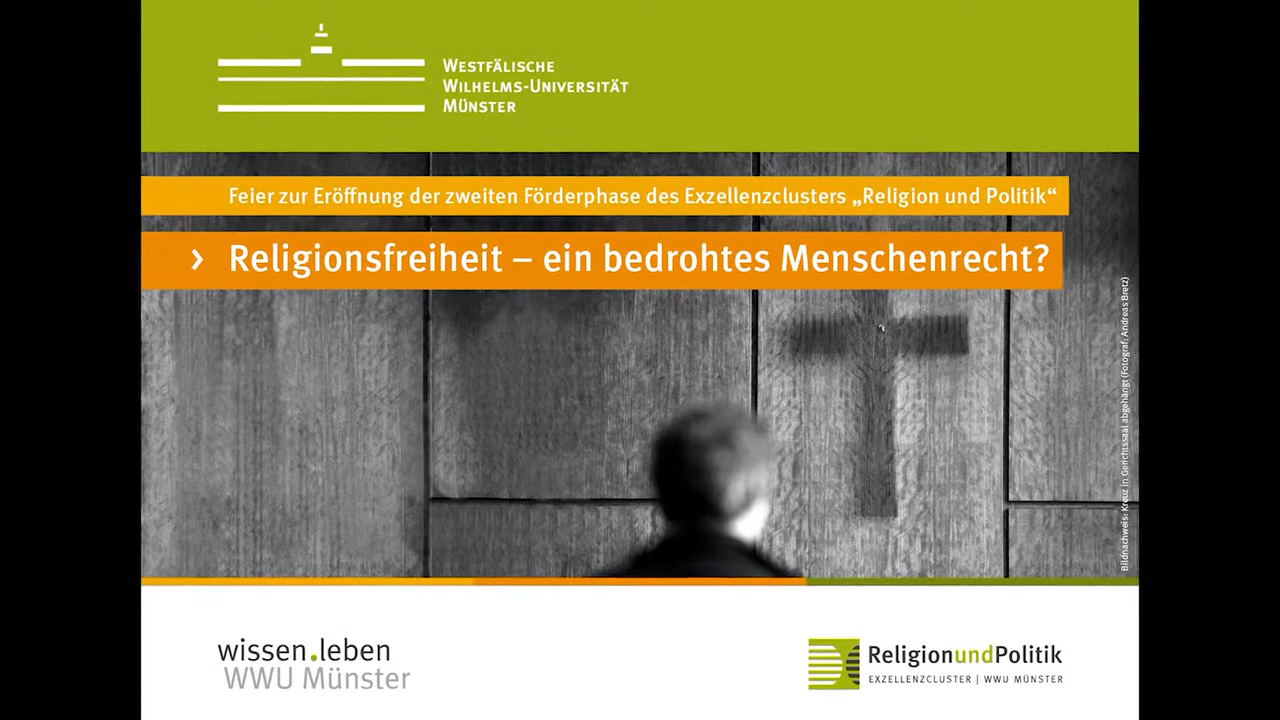 WESTFÄLISCHE
WILHELMS-UNIVERSITÄT
MÜNSTER
Feier zur Eröffnung der zweiten Förderphase des Exzellenzclusters „Religion und Politik“
› Religionsfreiheit – ein bedrohtes Menschenrecht?
Bildnachweis: Kreuz in Gerichtssaal abgehängt (Fotograf: Andreas Bretz)
wissen.leben
WWU Münster
ReligionundPolitik
EXZELLENZCLUSTER | WWU MÜNSTER